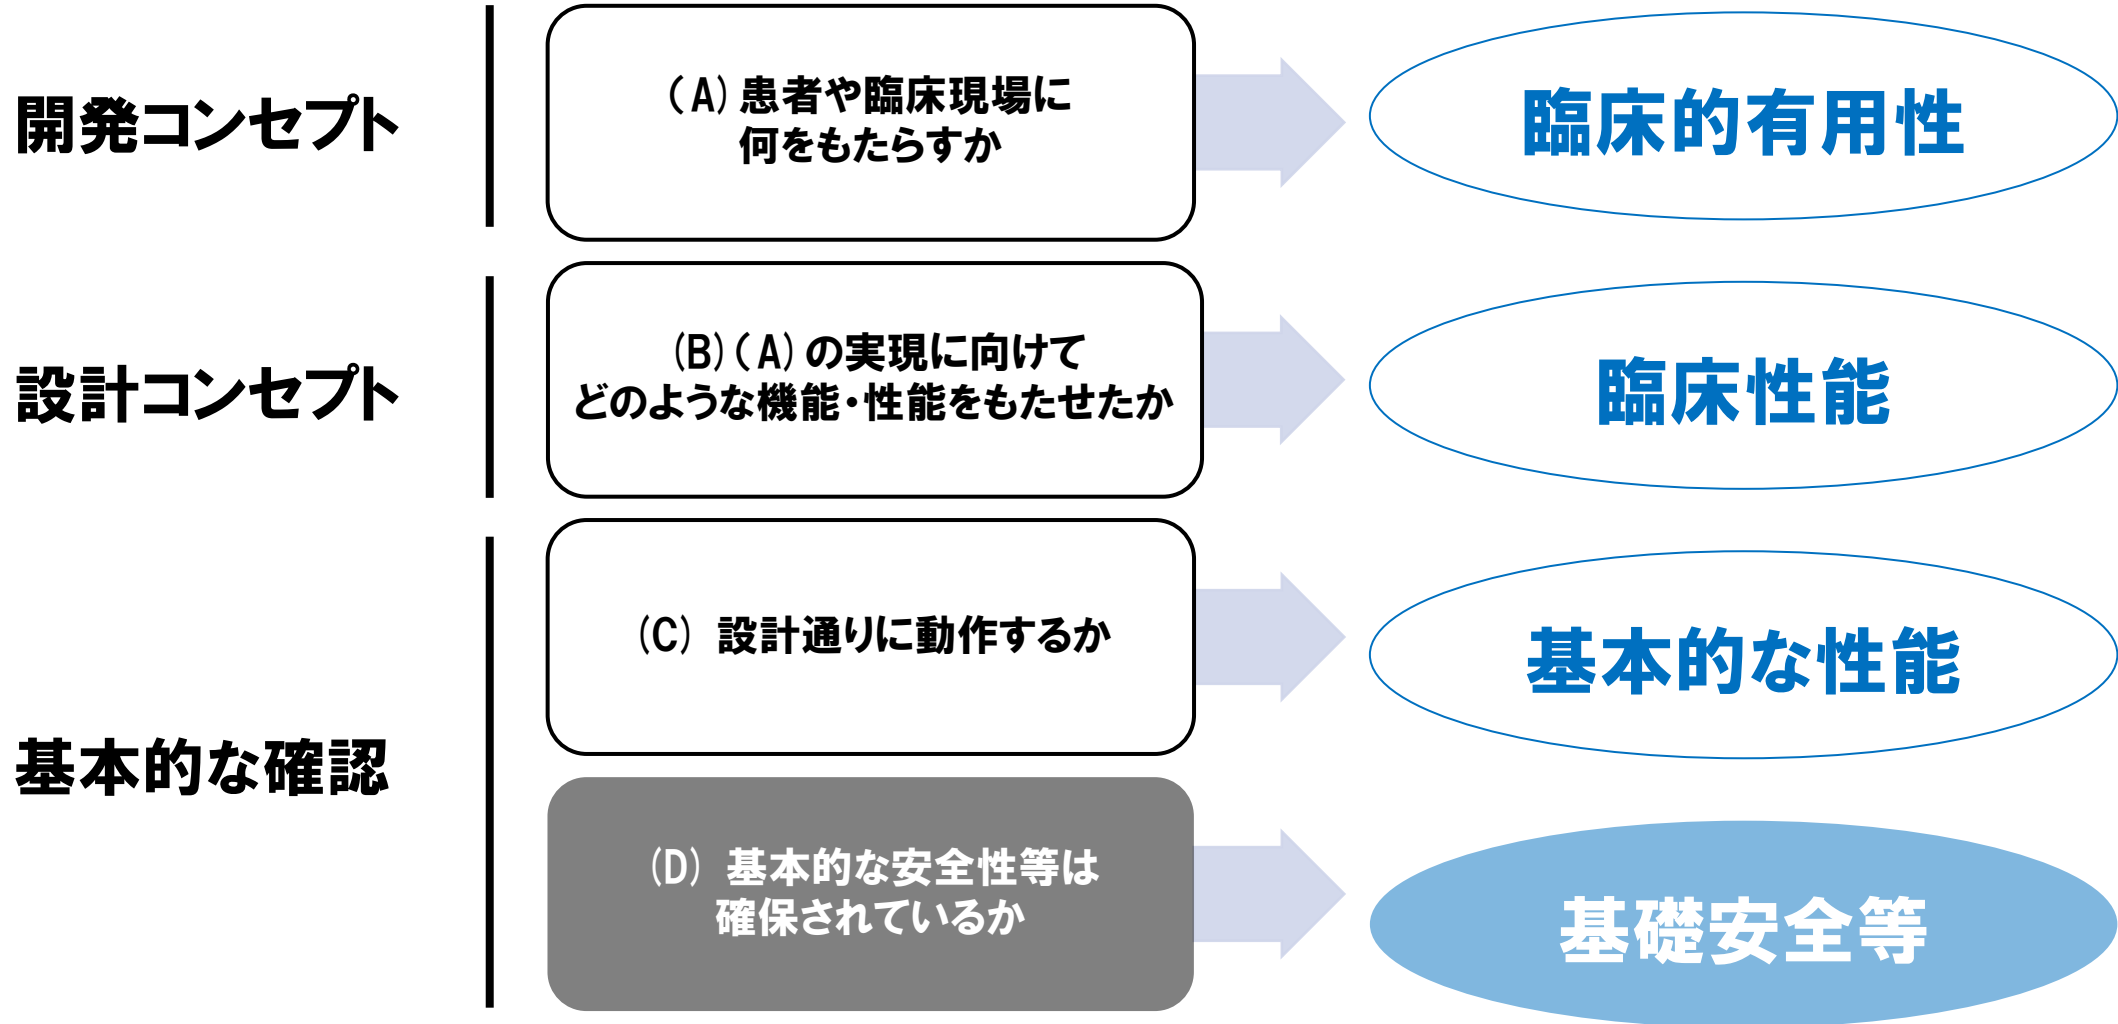 開発コンセプト
（A）患者や臨床現場に
何をもたらすか
臨床的有用性
設計コンセプト
（B）（A）の実現に向けて
どのような機能・性能をもたせたか
臨床性能
基本的な確認
（C） 設計通りに動作するか
基本的な性能
（D） 基本的な安全性等は
確保されているか
基礎安全等